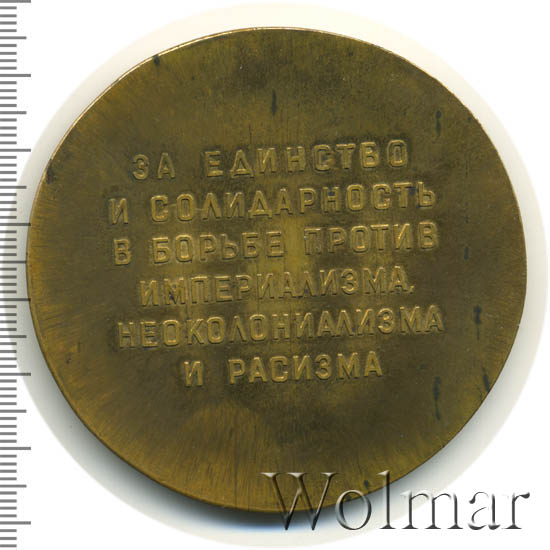 ЗА ЕДИНСТВО
И СОЛИДАРНОСТЬ
В БОРЬБЕ ПРОТИВ
ИМПЕРИАЛИЗМА,
НЕОКОЛОНИАЛИЗМА
И РАСИЗМА
Wolmar